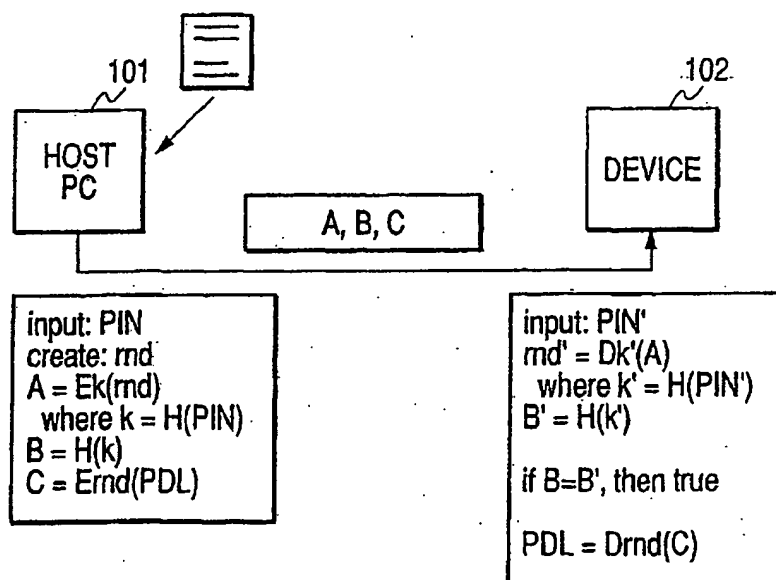 101
102
HOST
PC
DEVICE
A, B, C
input: PIN
create: rnd
A = Ek(rnd)
where k = H(PIN)
B = H(k)
C = Ernd(PDL)
input: PIN'
rnd' = Dk'(A)
where k' = H(PIN')
B' = H(k')
if B=B', then true
PDL = Drnd(C)